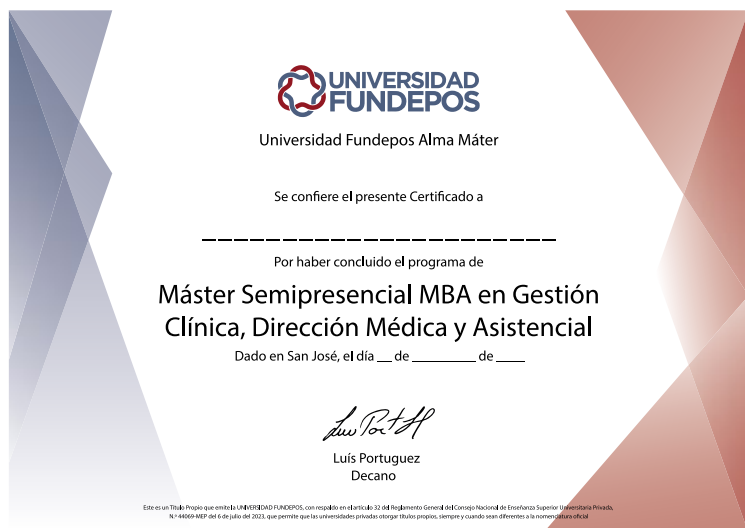 UNIVERSIDAD
FUNDEPOS
Universidad Fundepos Alma Máter
Se confiere el presente Certificado a
Por haber concluido el programa de
Máster Semipresencial MBA en Gestión
Clínica, Dirección Médica y Asistencial
Dado en San José, el día __ de ________ de ____
Luís Portuguez
Decano
Este es un Título Propio que emite la UNIVERSIDAD FUNDEPOS, con respaldo en el artículo 32 del Reglamento General del Consejo Nacional de Enseñanza Superior Universitaria Privada,
N.º 44069-MEP del 6 de julio del 2023, que permite que las universidades privadas otorgar títulos propios, siempre y cuando sean diferentes a la nomenclatura oficial